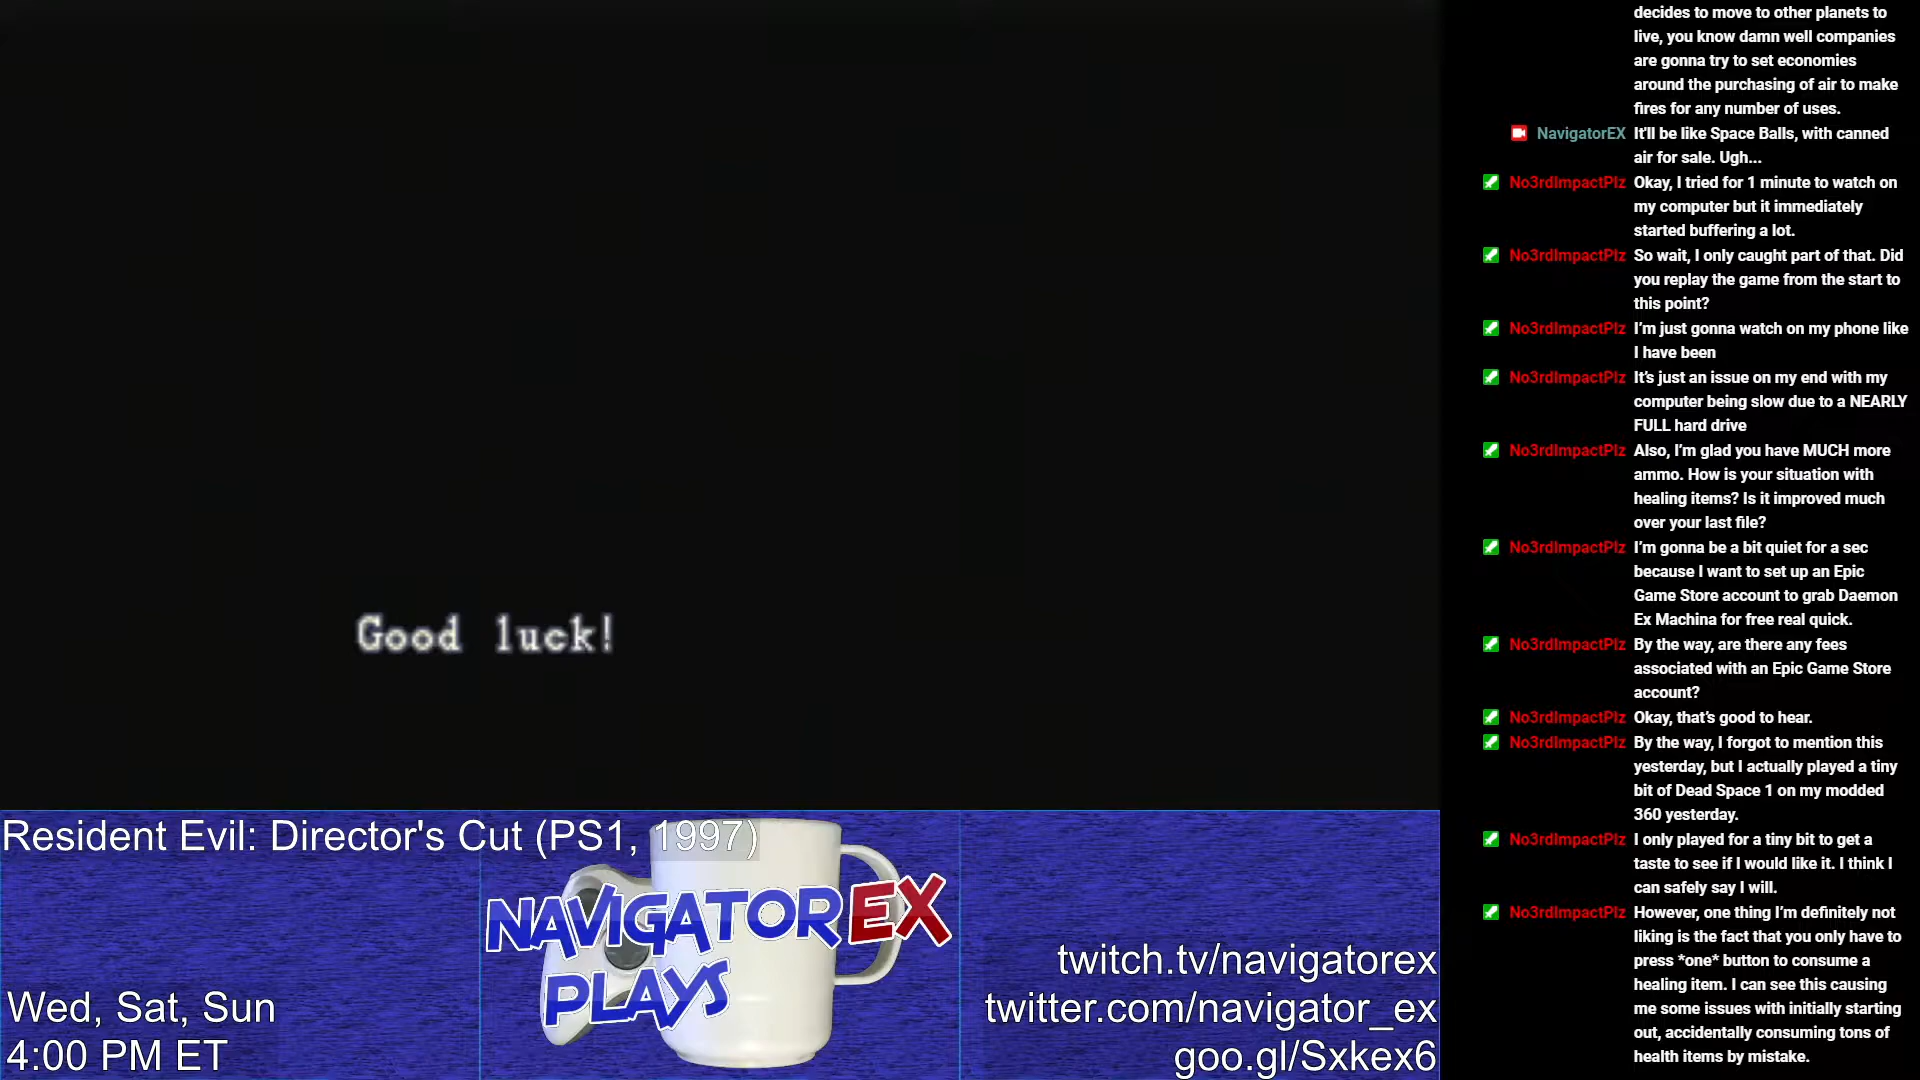 Good luck!
Resident Evil: Director's Cut (PS1, 1997)
NAVIGATOREX
PLAYS
Wed, Sat, Sun
4:00 PM ET
twitch.tv/navigatorex
twitter.com/navigator_ex
goo.gl/Sxkex6
decides to move to other planets to
live, you know damn well companies
are gonna try to set economies
around the purchasing of air to make
fires for any number of uses.
NavigatorEX It'll be like Space Balls, with canned
air for sale. Ugh...
No3rdImpactPlz Okay, I tried for 1 minute to watch on
my computer but it immediately
started buffering a lot.
No3rdImpactPlz So wait, I only caught part of that. Did
you replay the game from the start to
this point?
No3rdImpactPlz I'm just gonna watch on my phone like
I have been
No3rdImpactPlz It's just an issue on my end with my
computer being slow due to a NEARLY
FULL hard drive
No3rdImpactPlz Also, I'm glad you have MUCH more
ammo. How is your situation with
healing items? Is it improved much
over your last file?
No3rdImpactPlz I'm gonna be a bit quiet for a sec
because I want to set up an Epic
Game Store account to grab Daemon
Ex Machina for free real quick.
No3rdImpactPlz By the way, are there any fees
associated with an Epic Game Store
account?
No3rdImpactPlz Okay, that's good to hear.
No3rdImpactPlz By the way, I forgot to mention this
yesterday, but I actually played a tiny
bit of Dead Space 1 on my modded
360 yesterday.
No3rdImpactPlz I only played for a tiny bit to get a
taste to see if I would like it. I think I
can safely say I will.
No3rdImpactPlz However, one thing I'm definitely not
liking is the fact that you only have to
press *one* button to consume a
healing item. I can see this causing
me some issues with initially starting
out, accidentally consuming tons of
health items by mistake.